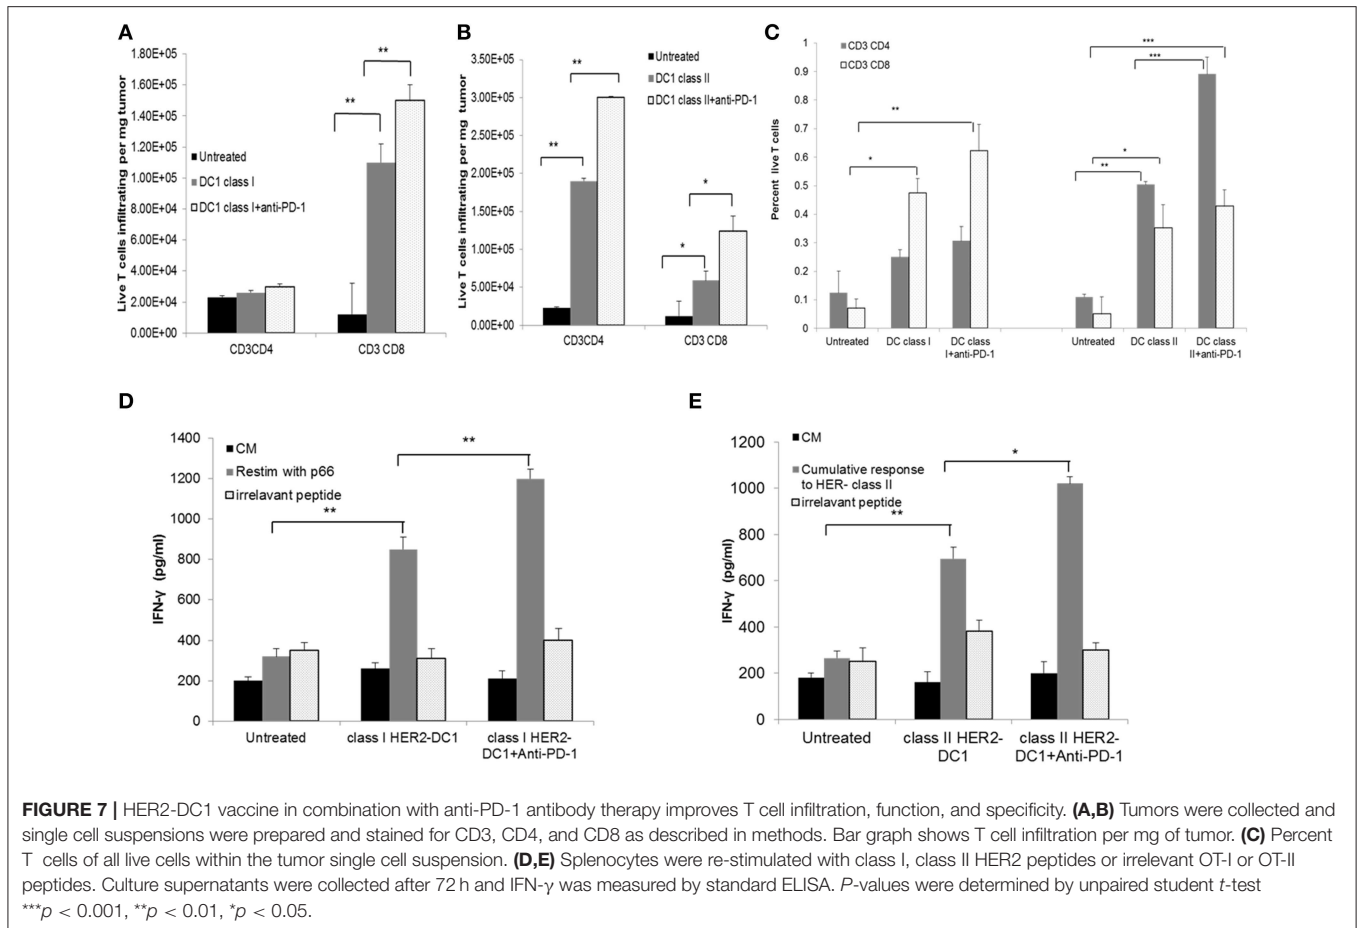 A
Live T cells infiltrating per mg tumor
1.80E+05
1.60E+05
1.40E+05
1.20E+05
1.00E+05
8.00E+04
6.00E+04
4.00E+04
2.00E+04
0.00E+00
Untreated
DC1 class I
DC1 class I+anti-PD-1
**
**
CD3CD4
CD3 CD8
B
Live T cells infiltrating per mg tumor
3.50E+05
3.00E+05
2.50E+05
2.00E+05
1.50E+05
1.00E+05
5.00E+04
0.00E+00
Untreated
DC1 class II
DC1 class II+anti-PD-1
**
**
*
*
CD3CD4
CD3 CD8
C
Percent live T cells
1
0.9
0.8
0.7
0.6
0.5
0.4
0.3
0.2
0.1
0
CD3 CD4
CD3 CD8
**
*
***
***
*
**
Untreated
DC class I
DC class
I+anti-PD-1
Untreated
DC class II
DC class
II+anti-PD-1
D
IFN-γ (pg/ml)
1400
1200
1000
800
600
400
200
0
CM
Restim with p66
irrelavant peptide
**
**
Untreated
class I HER2-DC1
class I HER2-
DC1+Anti-PD-1
E
IFN-γ (pg/ml)
1200
1000
800
600
400
200
0
CM
Cumulative response
to HER- class II
irrelavant peptide
**
*
Untreated
class II HER2-
DC1
class II HER2-
DC1+Anti-PD-1
FIGURE 7 | HER2-DC1 vaccine in combination with anti-PD-1 antibody therapy improves T cell infiltration, function, and specificity. (A,B) Tumors were collected and
single cell suspensions were prepared and stained for CD3, CD4, and CD8 as described in methods. Bar graph shows T cell infiltration per mg of tumor. (C) Percent
T cells of all live cells within the tumor single cell suspension. (D,E) Splenocytes were re-stimulated with class I, class II HER2 peptides or irrelevant OT-I or OT-II
peptides. Culture supernatants were collected after 72 h and IFN-γ was measured by standard ELISA. P-values were determined by unpaired student t-test
***p < 0.001, **p < 0.01, *p < 0.05.